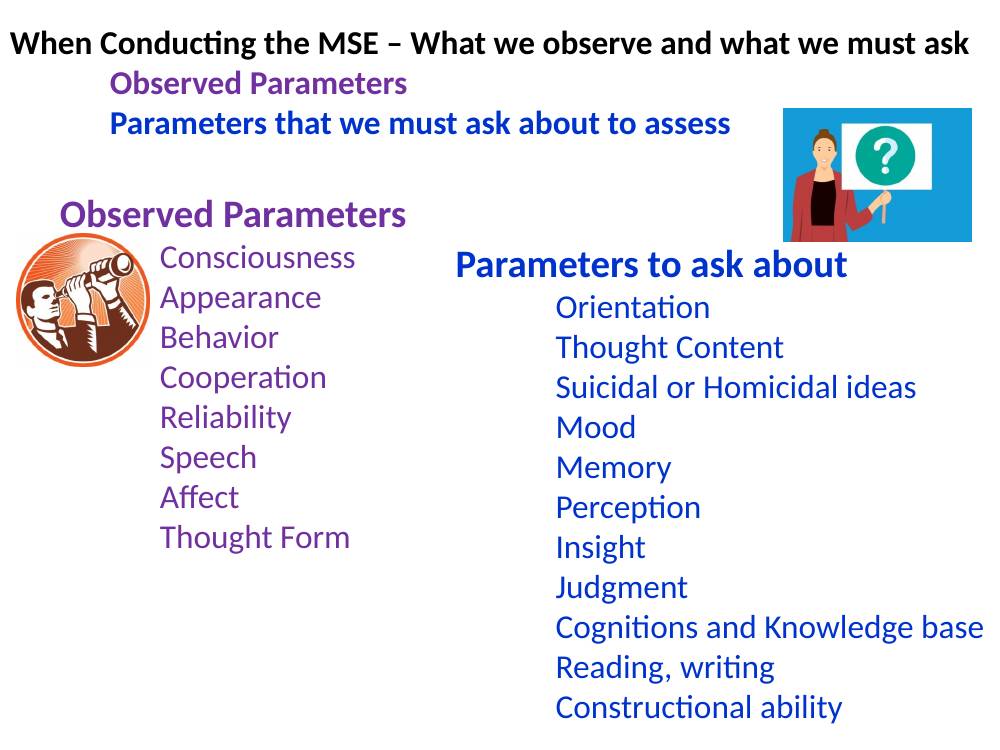 When Conducting the MSE – What we observe and what we must ask
Observed Parameters
Parameters that we must ask about to assess
?
Observed Parameters
Consciousness
Appearance
Behavior
Cooperation
Reliability
Speech
Affect
Thought Form
Parameters to ask about
Orientation
Thought Content
Suicidal or Homicidal ideas
Mood
Memory
Perception
Insight
Judgment
Cognitions and Knowledge base
Reading, writing
Constructional ability